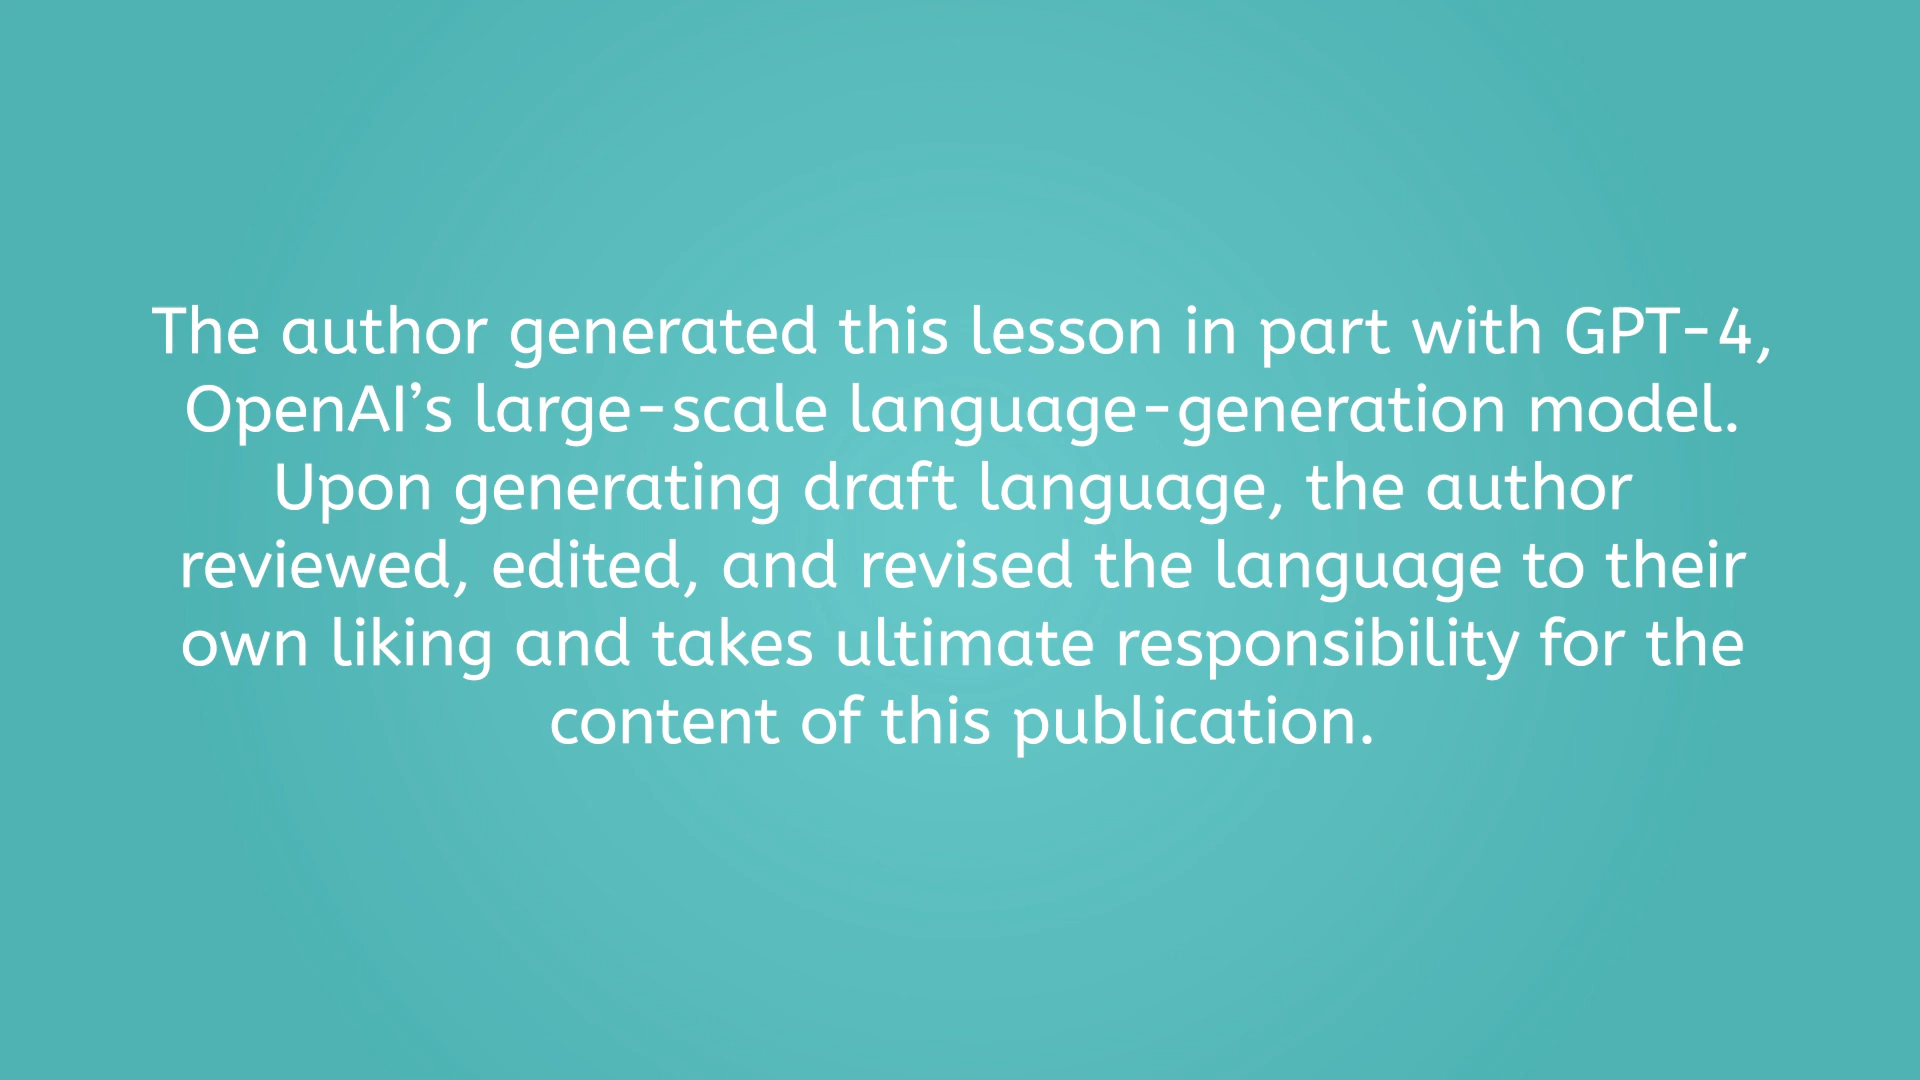 The author generated this lesson in part with GPT-4,
OpenAI’s large-scale language-generation model.
Upon generating draft language, the author
reviewed, edited, and revised the language to their
own liking and takes ultimate responsibility for the
content of this publication.